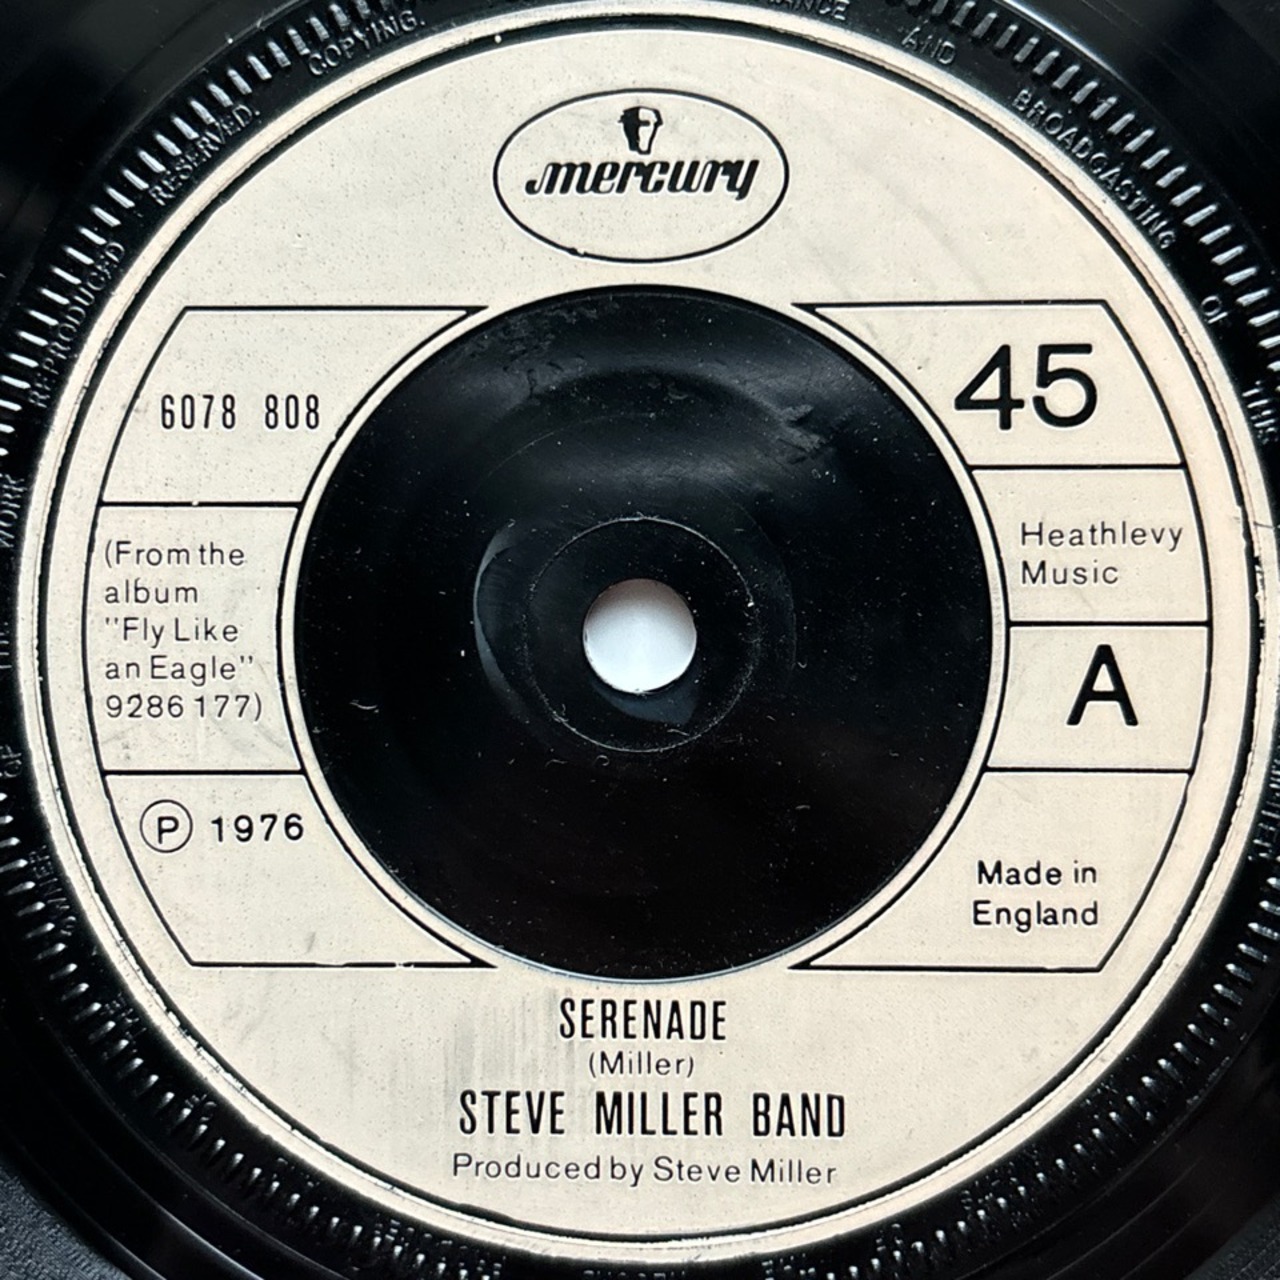 mercury
6078 808
45
(From the
album
"Fly Like
an Eagle"
9286 177)
Heathlevy
Music
A
Ⓟ 1976
Made in
England
SERENADE
(Miller)
STEVE MILLER BAND
Produced by Steve Miller
WORK
REPRODUCED
RESERVED.
COPYING,
AND
BROADCASTING
OF
THIS